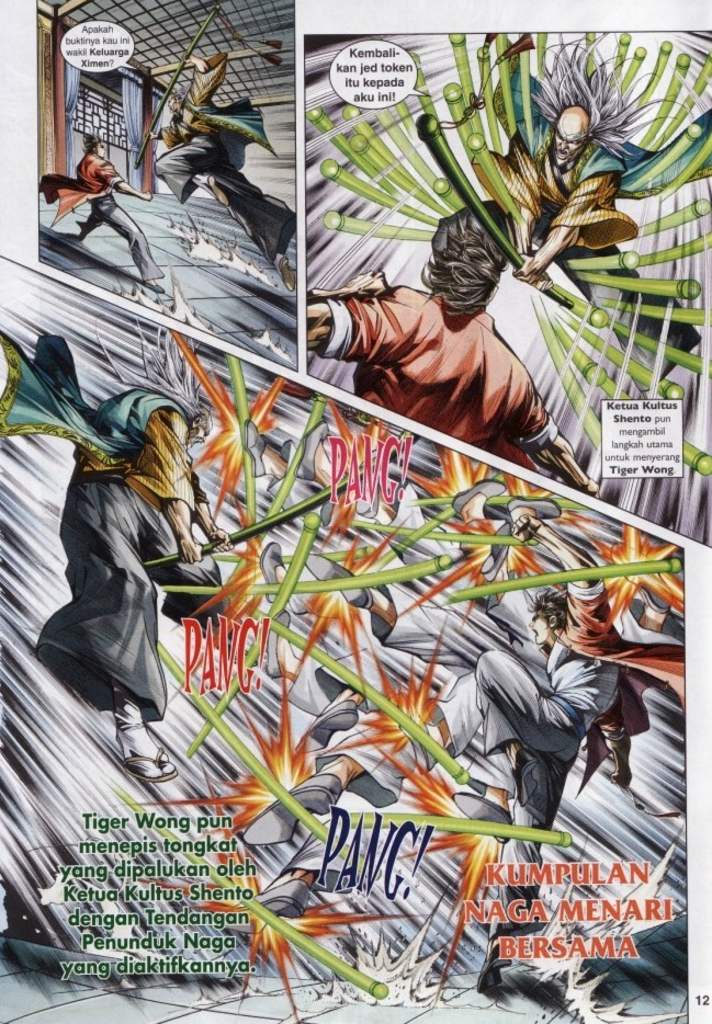 Apakah
buktinya kau ini
wakil Keluarga
Ximen?
Kembali-
kan jed token
itu kepada
aku ini!
Ketua Kultus
Shento pun
mengambil
langkah utama
untuk menyerang
Tiger Wong.
PANG!
PANG!
PANG!
Tiger Wong pun
menepis tongkat
yang dipalukan oleh
Ketua Kultus Shento
dengan Tendangan
Penunduk Naga
yang diaktifkannya.
KUMPULAN
NAGA MENARI
BERSAMA
12